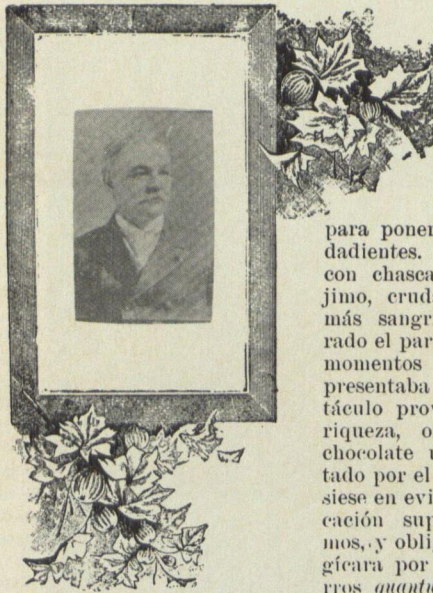 para poner
dadientes.
con chasca
jimo, crud
más sangr
rado el par
momentos
presentaba
táculo prov
riqueza, o
chocolate u
tado por el
siese en evi
cación sup
mos, y obli
gícara por
rros quantu